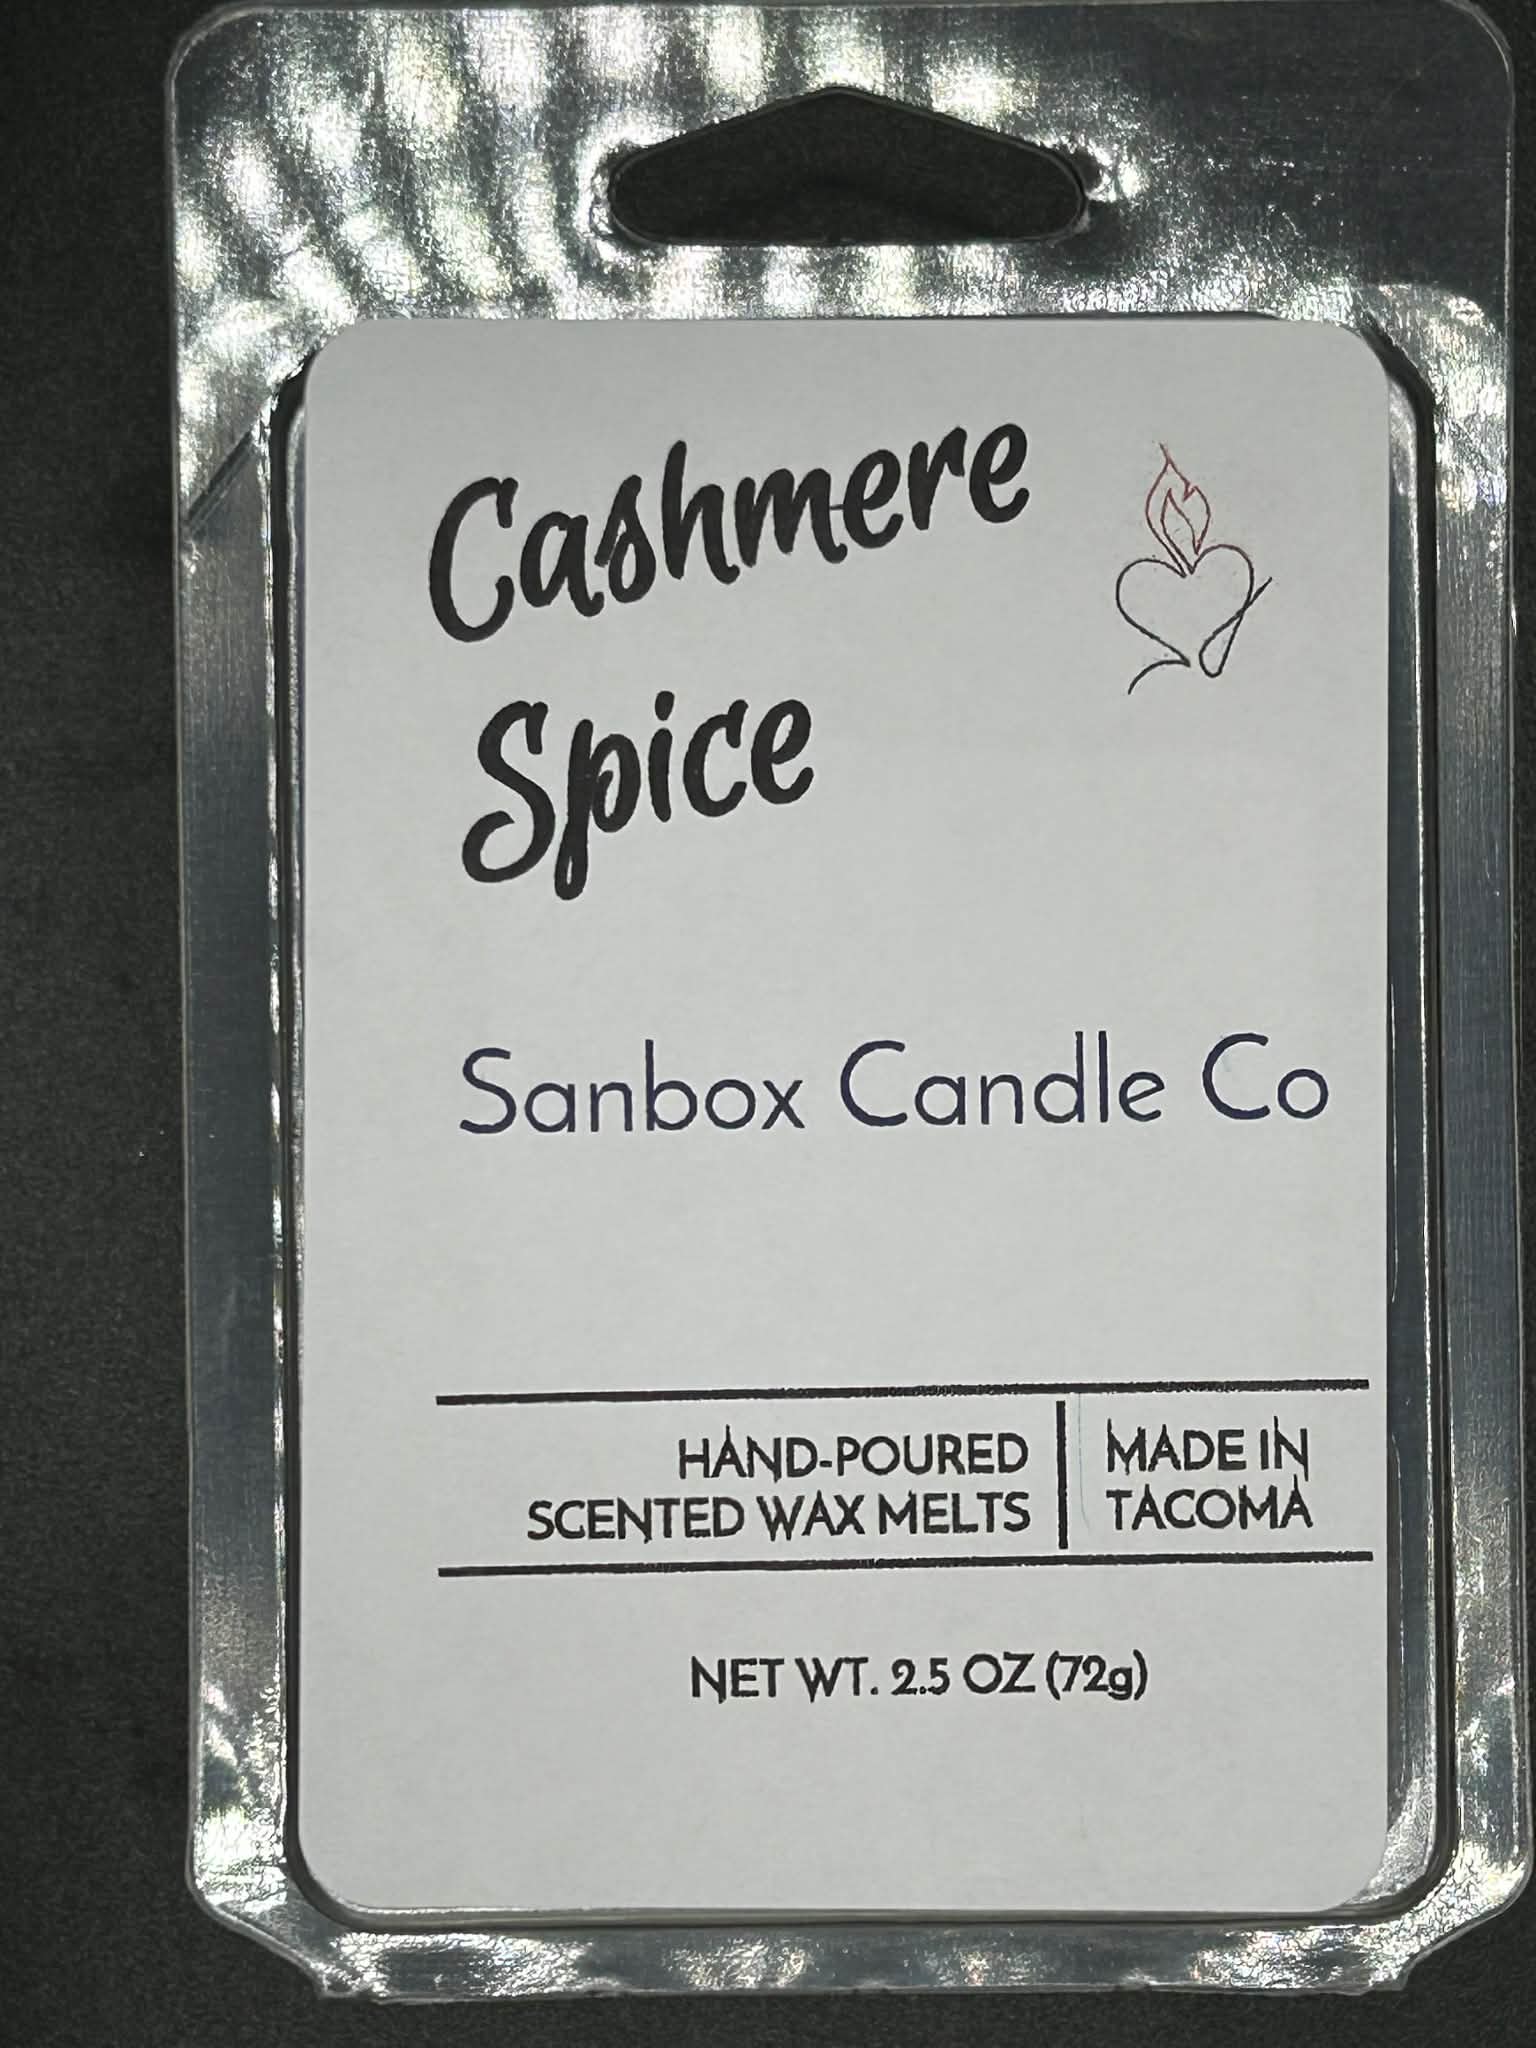 Cashmere
Spice
Sanbox Candle Co
HAND-POURED
SCENTED WAX MELTS
MADE IN
TACOMA
NET WT. 2.5 OZ (72g)